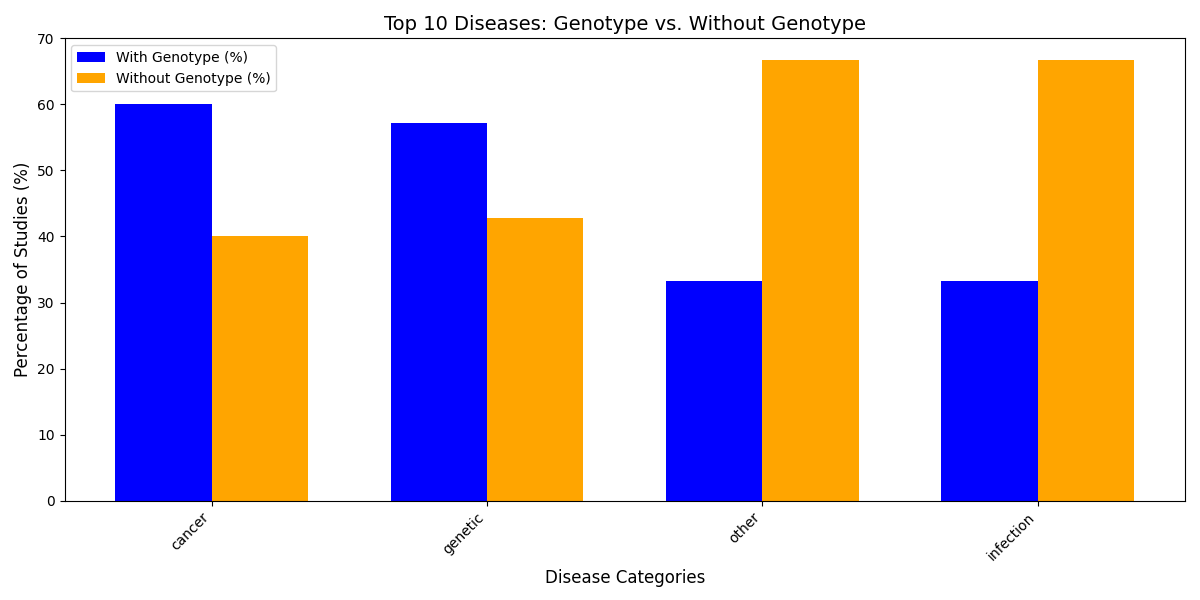 Top 10 Diseases: Genotype vs. Without Genotype
With Genotype (%)
Without Genotype (%)
Percentage of Studies (%)
70
60
50
40
30
20
10
0
cancer
genetic
other
infection
Disease Categories